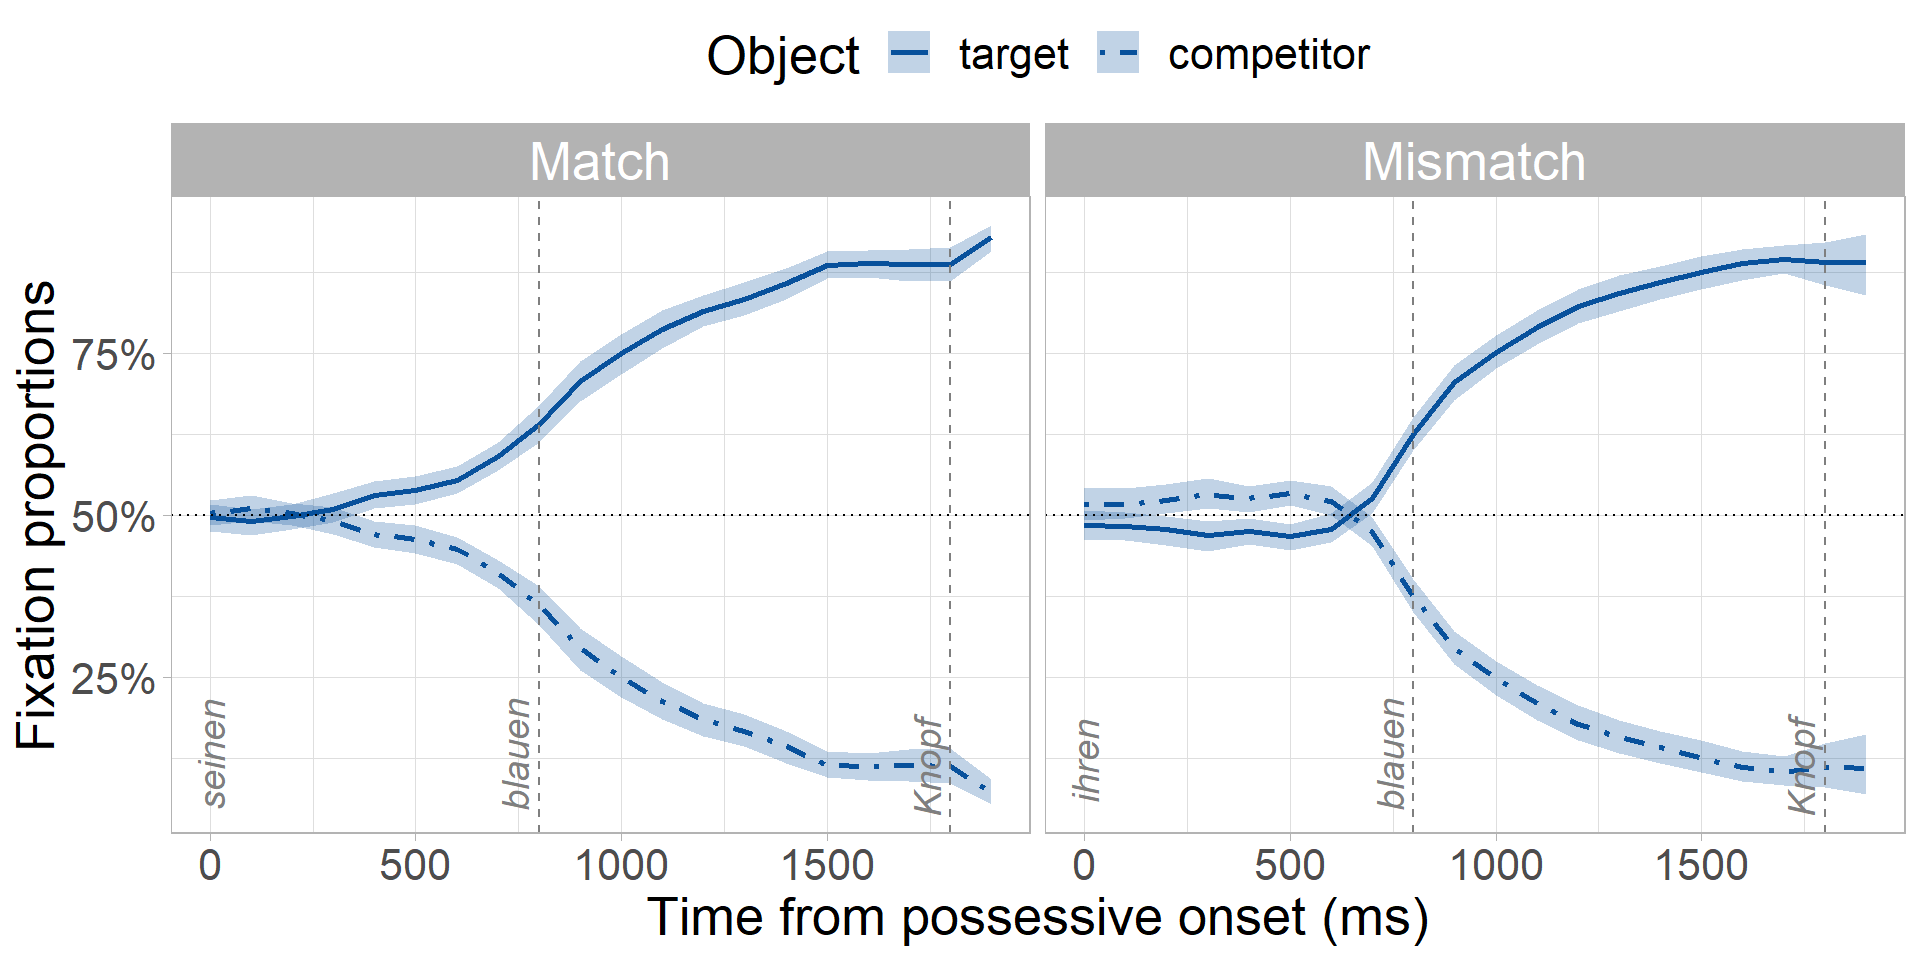 Object target competitor
Match Mismatch
Fixation proportions
75%
50%
25%
seinen blauen Knopf
ihren blauen Knopf
0 500 1000 1500
0 500 1000 1500
Time from possessive onset (ms)